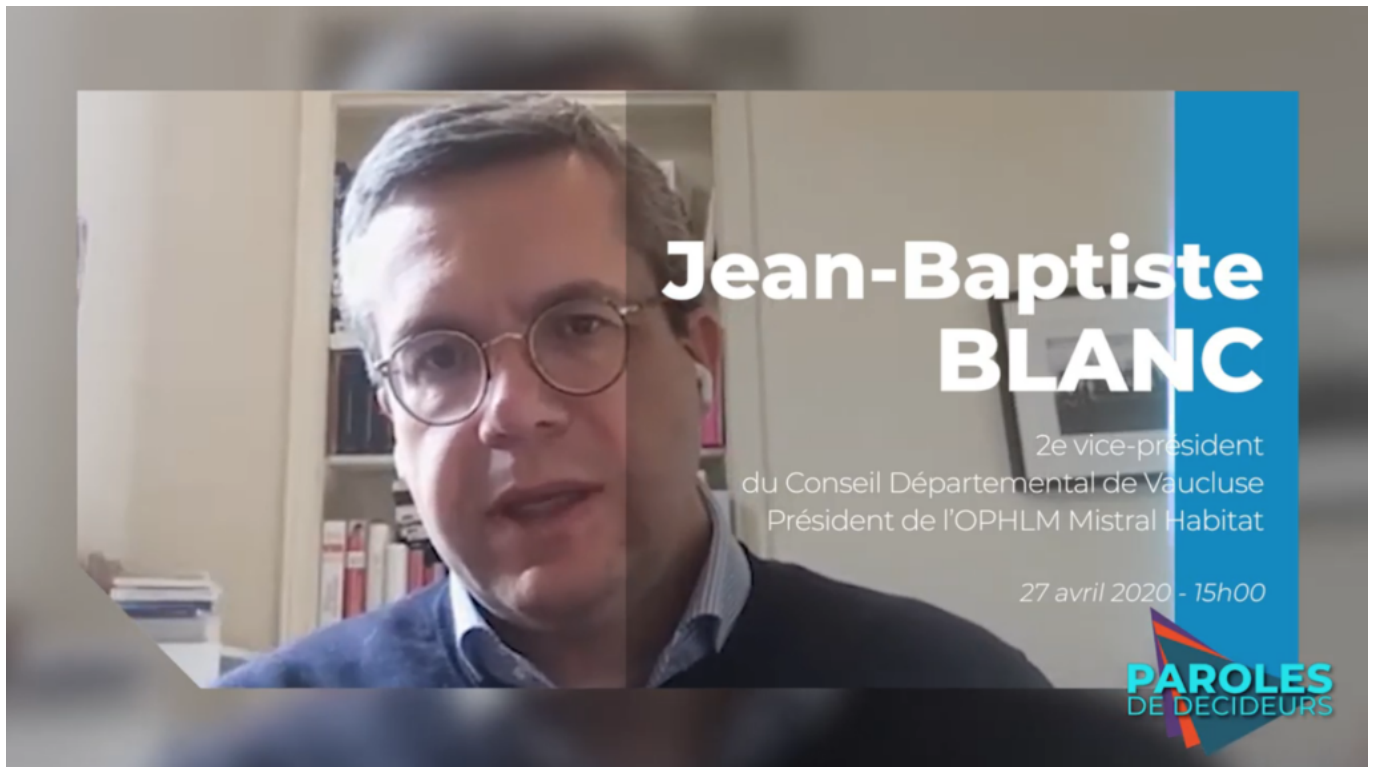 Jean-Baptiste
BLANC
2e vice-président
du Conseil Départemental de Vaucluse
Président de l'OPHLM Mistral Habitat
27 avril 2020 - 15h00
PAROLES
DE DECIDEURS